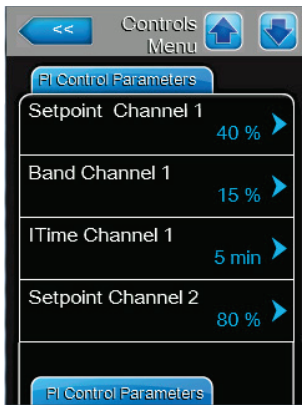 << Controls
Menu
PI Control Parameters
Setpoint Channel 1
40 %
Band Channel 1
15 %
ITime Channel 1
5 min
Setpoint Channel 2
80 %
PI Control Parameters